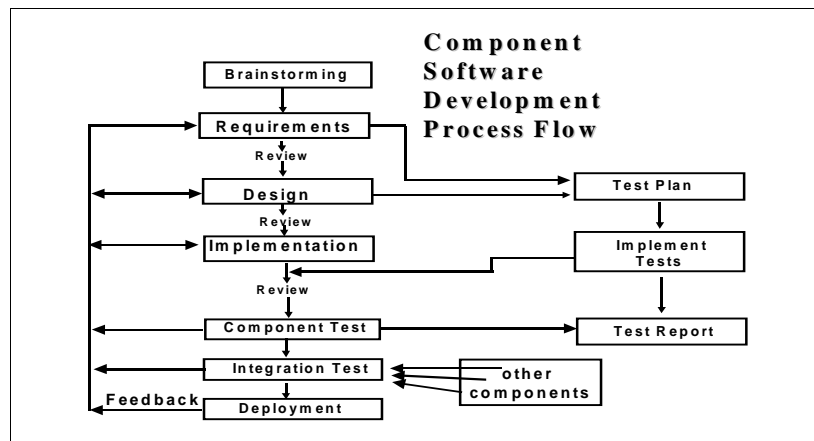 Component
Software
Development
Process Flow
Brainstorming
Requirements
Review
Design
Review
Implementation
Review
Component Test
Integration Test
Feedback
Deployment
Test Plan
Implement
Tests
Test Report
other
components